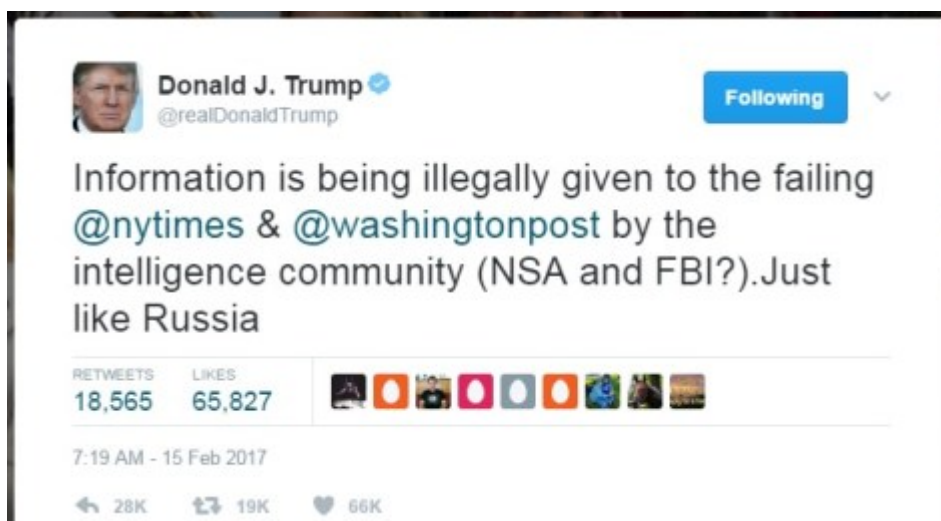 Donald J. Trump
@realDonaldTrump
Following
Information is being illegally given to the failing
@nytimes & @washingtonpost by the
intelligence community (NSA and FBI?).Just
like Russia
RETWEETS LIKES
18,565 65,827
7:19 AM - 15 Feb 2017
28K 19K 66K